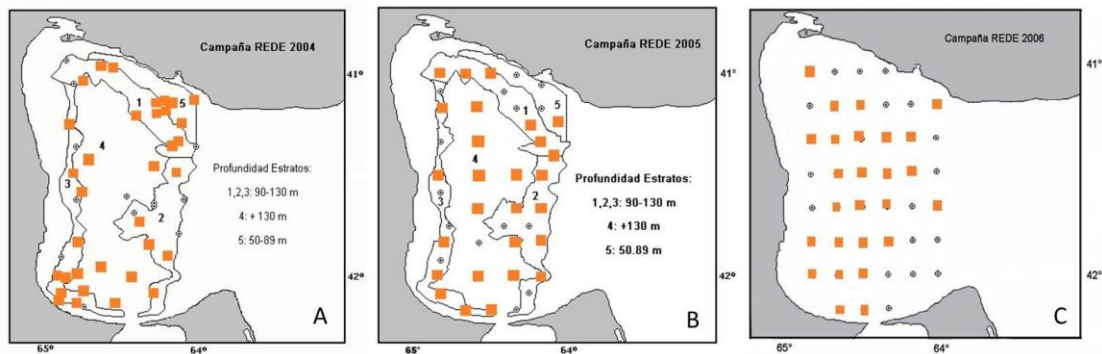 Campaña REDE 2004
41°
1
5
4
Profundidad Estratos:
3
1,2,3: 90-130 m
2
4: +130 m
5: 50-89 m
42°
A
65°
64°
Campaña REDE 2005
41°
1
5
4
Profundidad Estratos:
3
2
1,2,3: 90-130 m
4: +130 m
5: 50.89 m
42°
B
65°
64°
Campaña REDE 2006
41°
42°
C
65°
64°